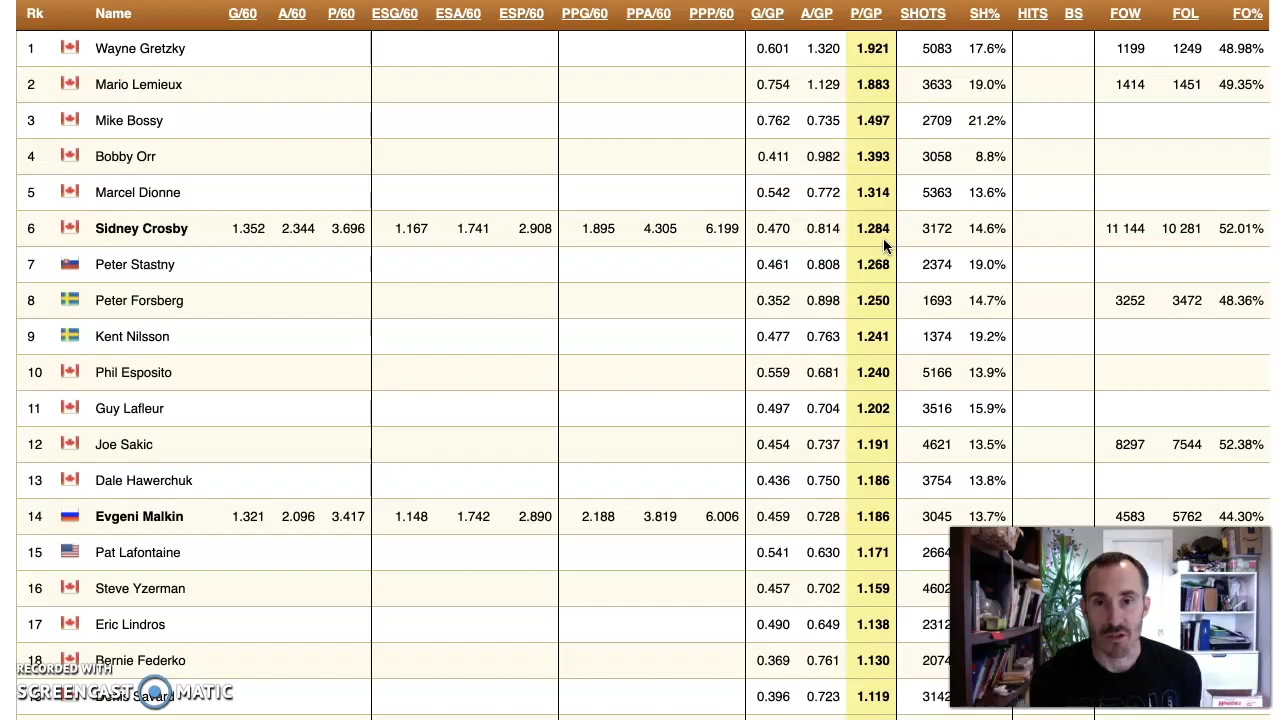 Rk Name G/60 A/60 P/60 ESG/60 ESA/60 ESP/60 PPG/60 PPA/60 PPP/60 G/GP A/GP P/GP SHOTS SH% HITS BS FOW FOL FO%
1 Wayne Gretzky 0.601 1.320 1.921 5083 17.6% 1199 1249 48.98%
2 Mario Lemieux 0.754 1.129 1.883 3633 19.0% 1414 1451 49.35%
3 Mike Bossy 0.762 0.735 1.497 2709 21.2%
4 Bobby Orr 0.411 0.982 1.393 3058 8.8%
5 Marcel Dionne 0.542 0.772 1.314 5363 13.6%
6 Sidney Crosby 1.352 2.344 3.696 1.167 1.741 2.908 1.895 4.305 6.199 0.470 0.814 1.284 3172 14.6% 11 144 10 281 52.01%
7 Peter Stastny 0.461 0.808 1.268 2374 19.0%
8 Peter Forsberg 0.352 0.898 1.250 1693 14.7% 3252 3472 48.36%
9 Kent Nilsson 0.477 0.763 1.241 1374 19.2%
10 Phil Esposito 0.559 0.681 1.240 5166 13.9%
11 Guy Lafleur 0.497 0.704 1.202 3516 15.9%
12 Joe Sakic 0.454 0.737 1.191 4621 13.5% 8297 7544 52.38%
13 Dale Hawerchuk 0.436 0.750 1.186 3754 13.8%
14 Evgeni Malkin 1.321 2.096 3.417 1.148 1.742 2.890 2.188 3.819 6.006 0.459 0.728 1.186 3045 13.7% 4583 5762 44.30%
15 Pat Lafontaine 0.541 0.630 1.171 2664
16 Steve Yzerman 0.457 0.702 1.159 4602
17 Eric Lindros 0.490 0.649 1.138 2312
18 Bernie Federko 0.369 0.761 1.130 2074
Savard 0.396 0.723 1.119 3142
RECORDED WITH
SCREENCAST MATIC